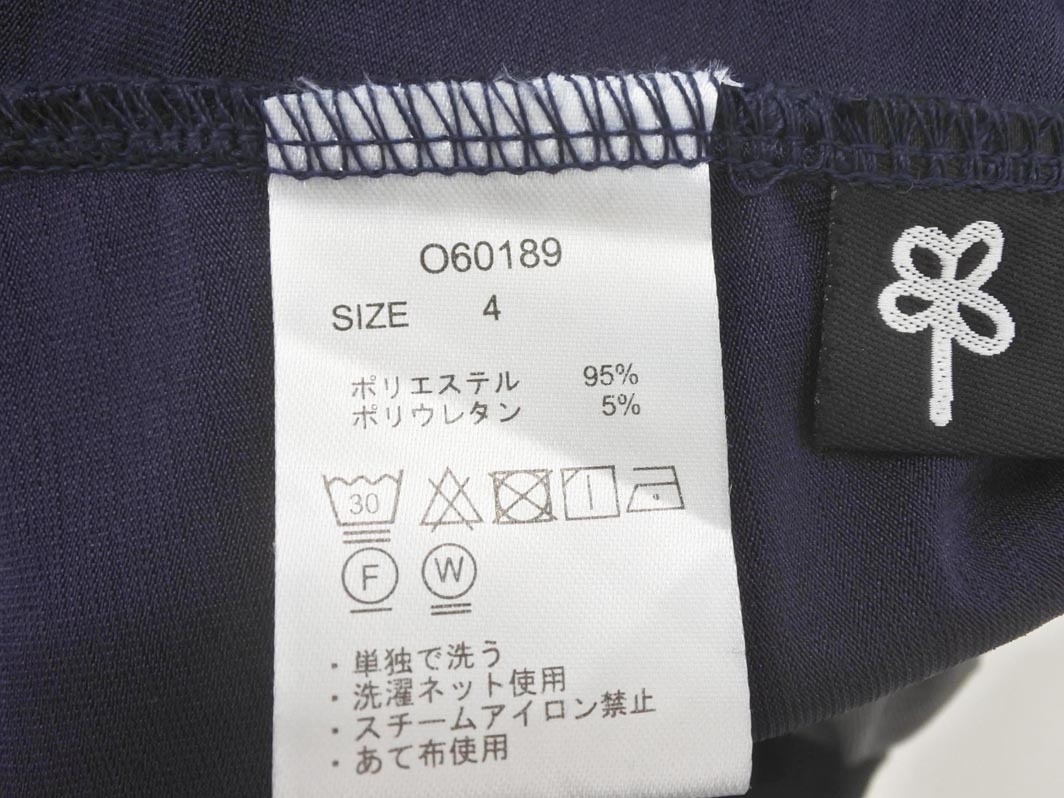 O60189
SIZE 4
ポリエステル 95%
ポリウレタン 5%
30
F W
・単独で洗う
・洗濯ネット使用
・スチームアイロン禁止
・あて布使用